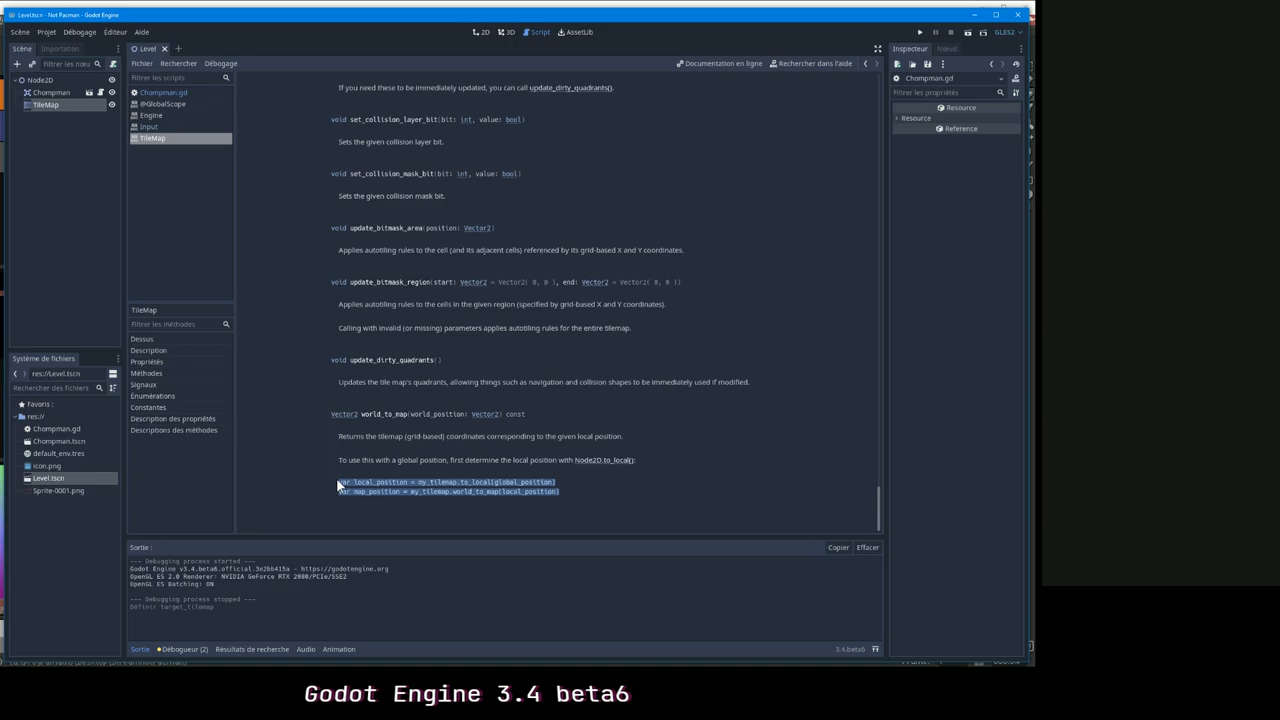 Level.tscn - Not Pacman - Godot Engine
Scène Projet Débogage Éditeur Aide
2D 3D Script AssetLib
GLES2
Scène Importation
Filtrer les nœu
Node2D
Chompman
TileMap
Level
Fichier Rechercher Débogage
Documentation en ligne Rechercher dans l'aide
Filtrer les scripts
Chompman.gd
@GlobalScope
Engine
Input
TileMap
TileMap
Filtrer les méthodes
Dessus
Description
Propriétés
Méthodes
Signaux
Énumérations
Constantes
Description des propriétés
Descriptions des méthodes
If you need these to be immediately updated, you can call update_dirty_quadrants().
void set_collision_layer_bit(bit: int, value: bool)
Sets the given collision layer bit.
void set_collision_mask_bit(bit: int, value: bool)
Sets the given collision mask bit.
void update_bitmask_area(position: Vector2)
Applies autotiling rules to the cell (and its adjacent cells) referenced by its grid-based X and Y coordinates.
void update_bitmask_region(start: Vector2 = Vector2( 0, 0 ), end: Vector2 = Vector2( 0, 0 ))
Applies autotiling rules to the cells in the given region (specified by grid-based X and Y coordinates).
Calling with invalid (or missing) parameters applies autotiling rules for the entire tilemap.
void update_dirty_quadrants()
Updates the tile map's quadrants, allowing things such as navigation and collision shapes to be immediately used if modified.
Vector2 world_to_map(world_position: Vector2) const
Returns the tilemap (grid-based) coordinates corresponding to the given local position.
To use this with a global position, first determine the local position with Node2D.to_local():
var local_position = my_tilemap.to_local(global_position)
var map_position = my_tilemap.world_to_map(local_position)
Système de fichiers
res://Level.tscn
Rechercher des fichiers
Favoris :
res://
Chompman.gd
Chompman.tscn
default_env.tres
icon.png
Level.tscn
Sprite-0001.png
Sortie :
Copier Effacer
--- Debugging process started ---
Godot Engine v3.4.beta6.official.3e2bb415a - https://godotengine.org
OpenGL ES 2.0 Renderer: NVIDIA GeForce RTX 2080/PCIe/SSE2
OpenGL ES Batching: ON
--- Debugging process stopped ---
Définir target_tilemap
Sortie Débogueur (2) Résultats de recherche Audio Animation
3.4.beta6
Inspecteur Nœud
Chompman.gd
Filtrer les propriétés
Resource
Resource
Reference
Godot Engine 3.4 beta6